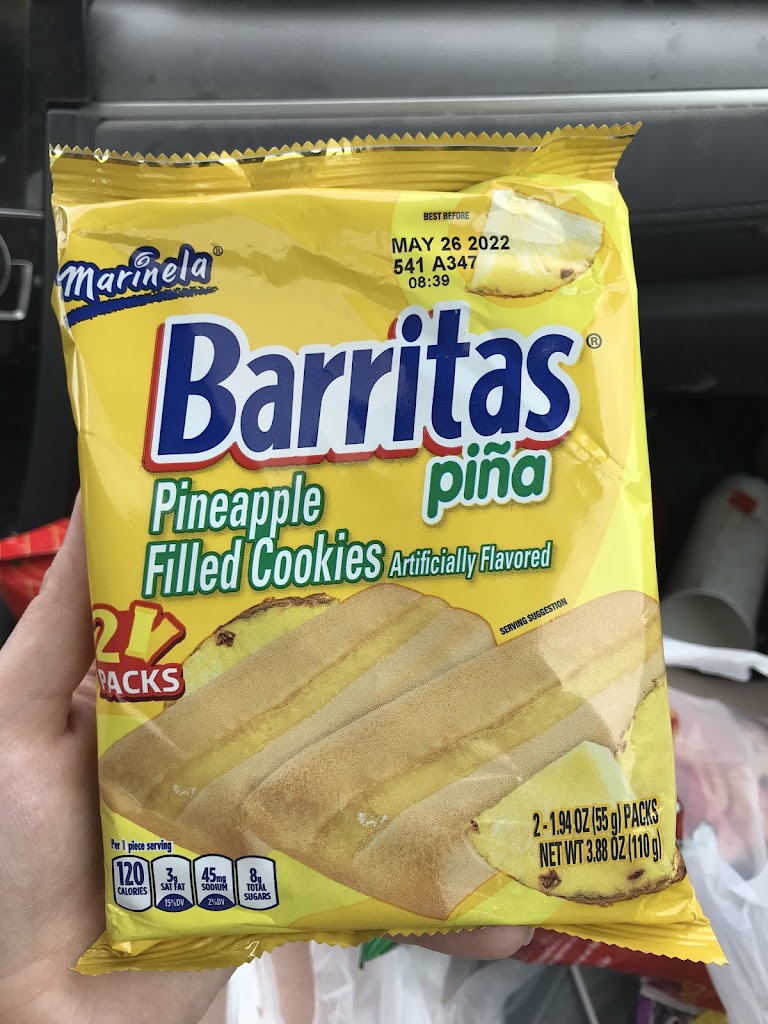 BEST BEFORE
MAY 26 2022
541 A347
08:39
Marinela®
Barritas®
piña
Pineapple
Filled Cookies Artificially Flavored
SERVING SUGGESTION
2
PACKS
2-1.94 OZ (55 g) PACKS
NET WT 3.88 OZ (110 g)
Per 1 piece serving
120 CALORIES
3g SAT FAT 15% DV
45mg SODIUM 2% DV
8g TOTAL SUGARS